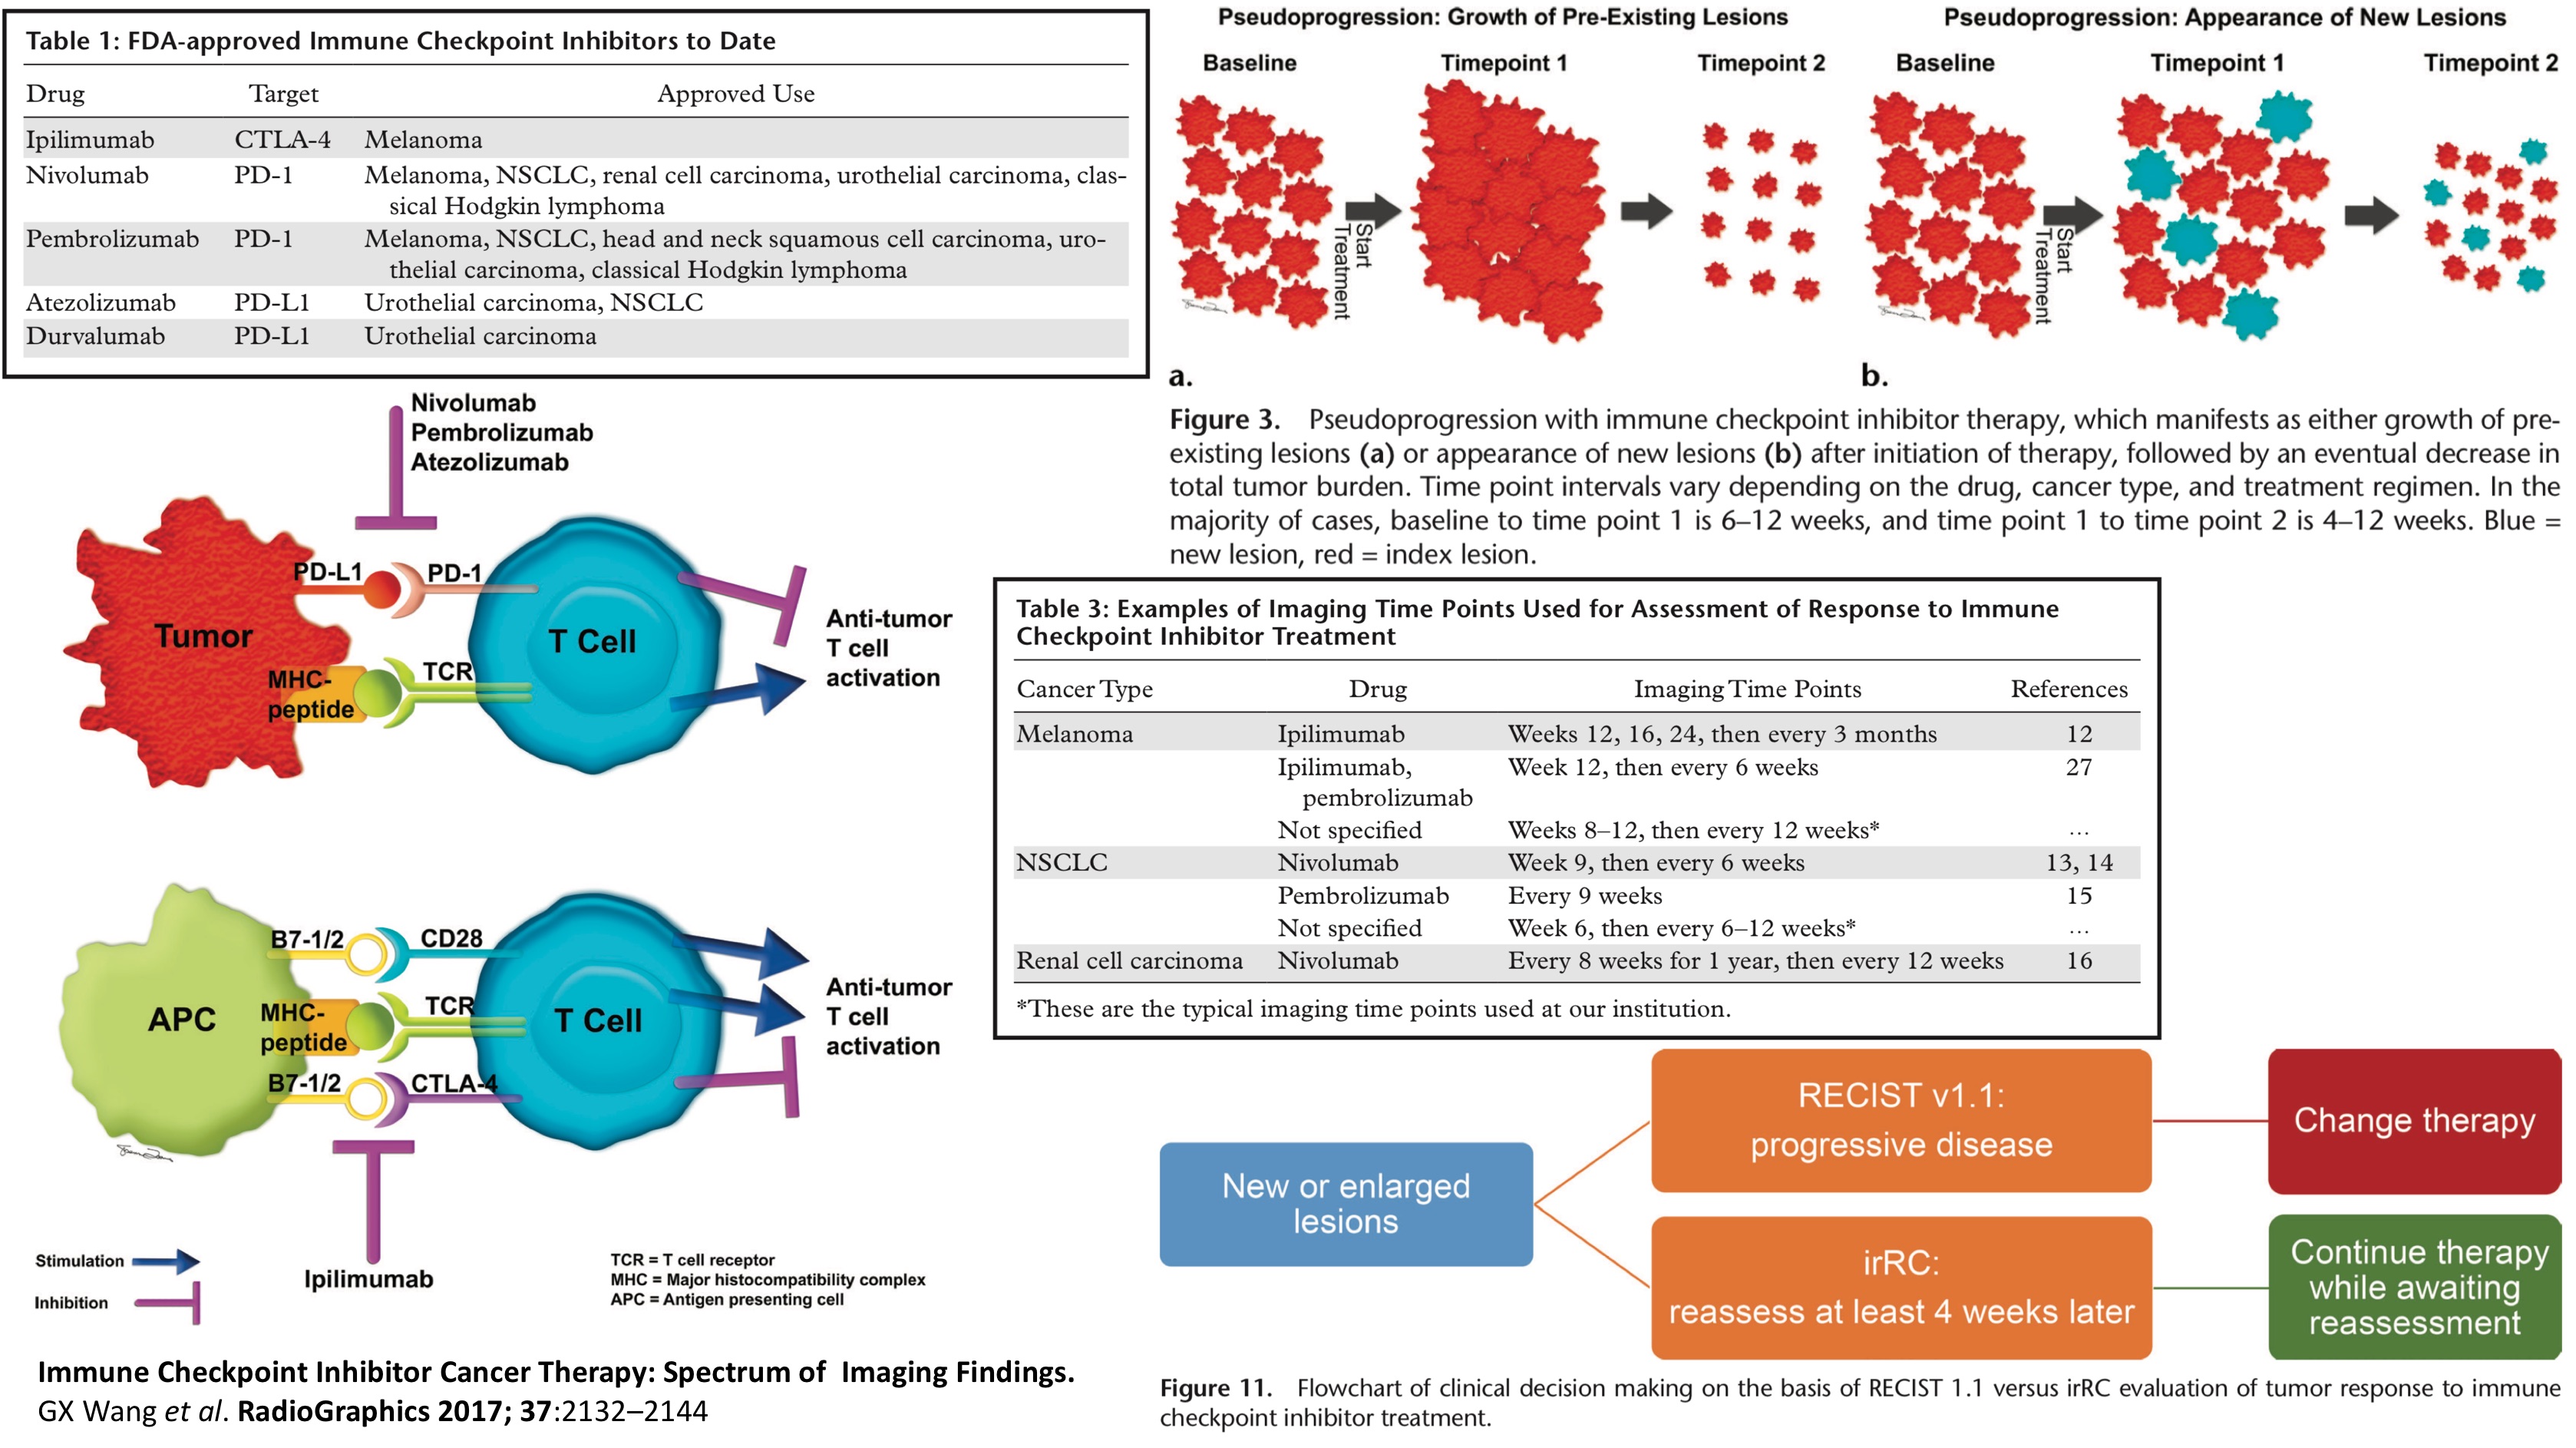 Table 1: FDA-approved Immune Checkpoint Inhibitors to Date
Drug Target Approved Use
Ipilimumab CTLA-4 Melanoma
Nivolumab PD-1 Melanoma, NSCLC, renal cell carcinoma, urothelial carcinoma, clas-
sical Hodgkin lymphoma
Pembrolizumab PD-1 Melanoma, NSCLC, head and neck squamous cell carcinoma, uro-
thelial carcinoma, classical Hodgkin lymphoma
Atezolizumab PD-L1 Urothelial carcinoma, NSCLC
Durvalumab PD-L1 Urothelial carcinoma
Pseudoprogression: Growth of Pre-Existing Lesions
Baseline Timepoint 1 Timepoint 2
Start
Treatment
a.
Pseudoprogression: Appearance of New Lesions
Baseline Timepoint 1 Timepoint 2
Start
Treatment
b.
Figure 3. Pseudoprogression with immune checkpoint inhibitor therapy, which manifests as either growth of pre-
existing lesions (a) or appearance of new lesions (b) after initiation of therapy, followed by an eventual decrease in
total tumor burden. Time point intervals vary depending on the drug, cancer type, and treatment regimen. In the
majority of cases, baseline to time point 1 is 6–12 weeks, and time point 1 to time point 2 is 4–12 weeks. Blue =
new lesion, red = index lesion.
Nivolumab
Pembrolizumab
Atezolizumab
PD-L1 PD-1
Tumor
T Cell
MHC-
peptide
TCR
Anti-tumor
T cell
activation
B7-1/2 CD28
APC
MHC-
peptide
TCR
T Cell
B7-1/2 CTLA-4
Anti-tumor
T cell
activation
Ipilimumab
Stimulation
Inhibition
TCR = T cell receptor
MHC = Major histocompatibility complex
APC = Antigen presenting cell
Table 3: Examples of Imaging Time Points Used for Assessment of Response to Immune
Checkpoint Inhibitor Treatment
Cancer Type Drug Imaging Time Points References
Melanoma Ipilimumab Weeks 12, 16, 24, then every 3 months 12
Ipilimumab, Week 12, then every 6 weeks 27
pembrolizumab
Not specified Weeks 8–12, then every 12 weeks* …
NSCLC Nivolumab Week 9, then every 6 weeks 13, 14
Pembrolizumab Every 9 weeks 15
Not specified Week 6, then every 6–12 weeks* …
Renal cell carcinoma Nivolumab Every 8 weeks for 1 year, then every 12 weeks 16
*These are the typical imaging time points used at our institution.
New or enlarged
lesions
RECIST v1.1:
progressive disease
Change therapy
irRC:
reassess at least 4 weeks later
Continue therapy
while awaiting
reassessment
Figure 11. Flowchart of clinical decision making on the basis of RECIST 1.1 versus irRC evaluation of tumor response to immune
checkpoint inhibitor treatment.
Immune Checkpoint Inhibitor Cancer Therapy: Spectrum of Imaging Findings.
GX Wang et al. RadioGraphics 2017; 37:2132–2144